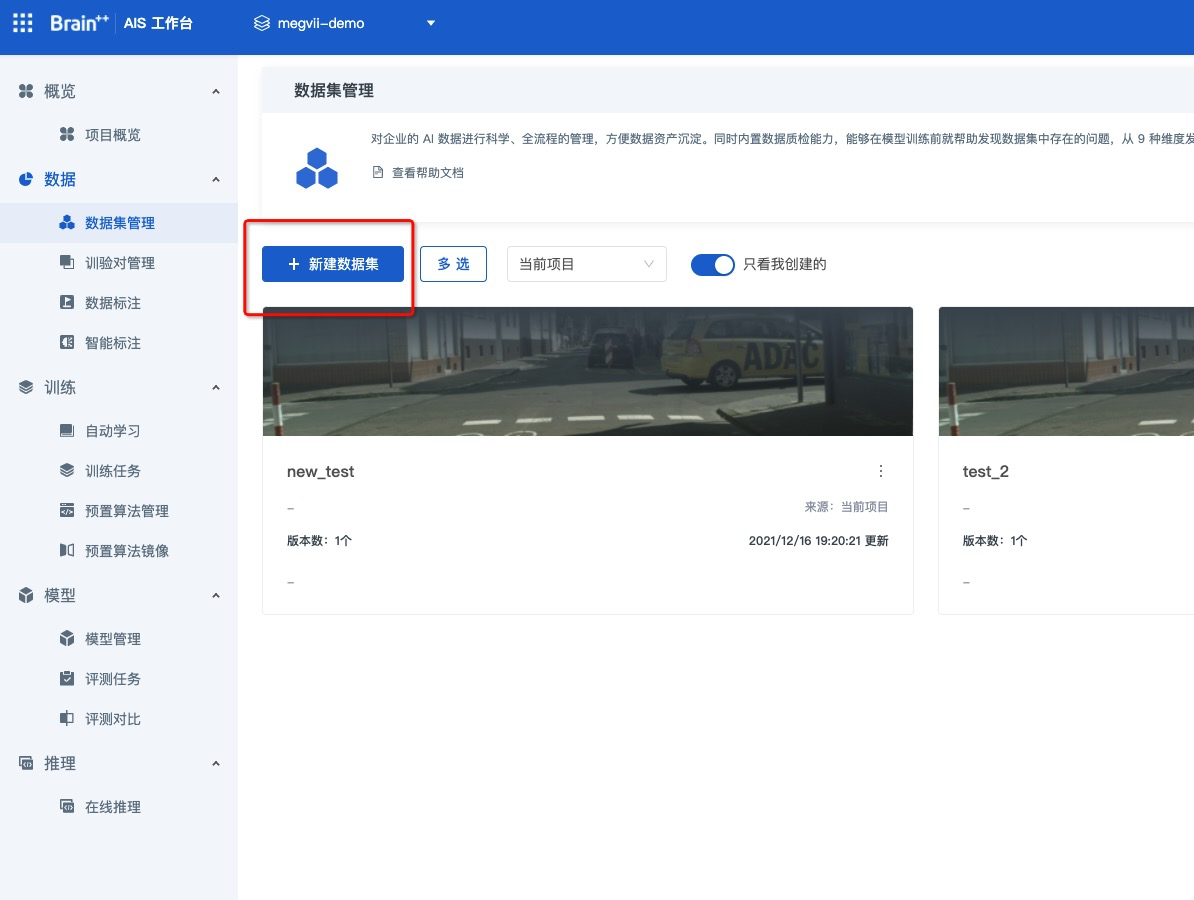 Brain++ AIS 工作台 megvii-demo
概览
项目概览
数据
数据集管理
训验对管理
数据标注
智能标注
训练
自动学习
训练任务
预置算法管理
预置算法镜像
模型
模型管理
评测任务
评测对比
推理
在线推理
数据集管理
对企业的 AI 数据进行科学、全流程的管理，方便数据资产沉淀。同时内置数据质检能力，能够在模型训练前就帮助发现数据集中存在的问题，从 9 种维度发
查看帮助文档
+ 新建数据集 多 选 当前项目 只看我创建的
ADAC
new_test
–
来源：当前项目
版本数：1个
2021/12/16 19:20:21 更新
–
test_2
–
版本数：1个
–